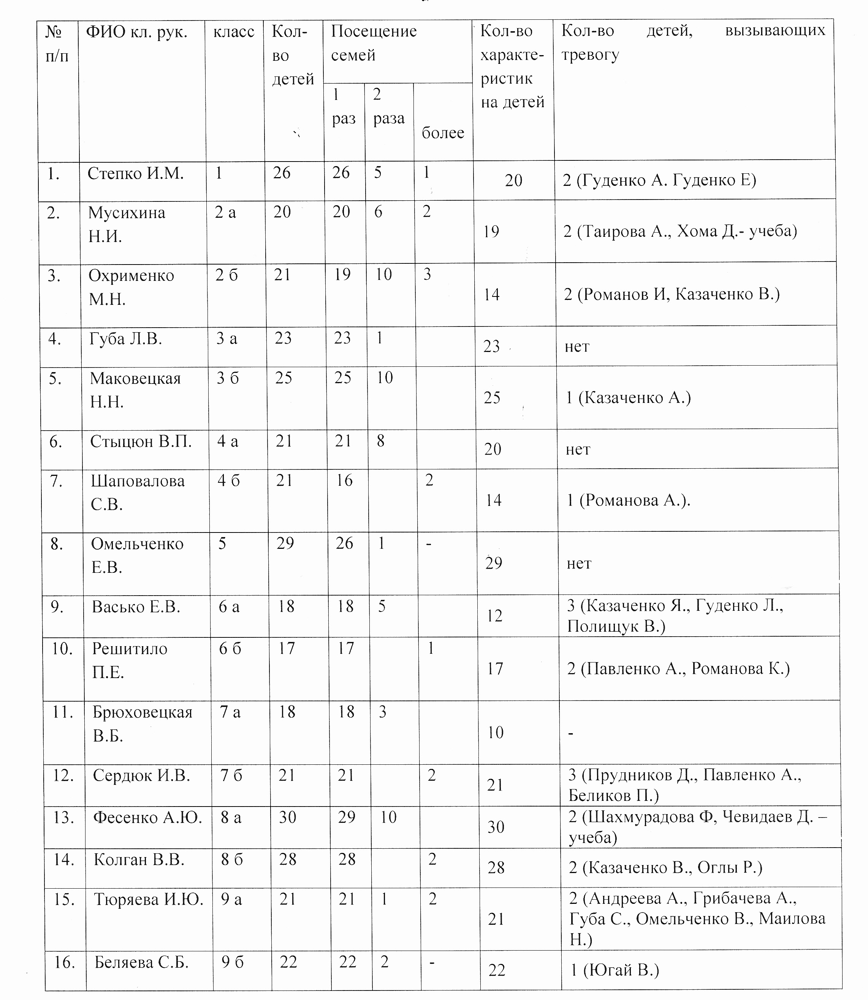 № п/п ФИО кл. рук. класс Кол-во детей Посещение семей Кол-во характе-ристик на детей Кол-во детей, вызывающих тревогу
1 раз 2 раза более
1. Степко И.М. 1 26 26 5 1 20 2 (Гуденко А. Гуденко Е)
2. Мусихина Н.И. 2 а 20 20 6 2 19 2 (Таирова А., Хома Д.- учеба)
3. Охрименко М.Н. 2 б 21 19 10 3 14 2 (Романов И, Казаченко В.)
4. Губа Л.В. 3 а 23 23 1 23 нет
5. Маковецкая Н.Н. 3 б 25 25 10 25 1 (Казаченко А.)
6. Стыцюн В.П. 4 а 21 21 8 20 нет
7. Шаповалова С.В. 4 б 21 16 2 14 1 (Романова А.).
8. Омельченко Е.В. 5 29 26 1 - 29 нет
9. Васько Е.В. 6 а 18 18 5 12 3 (Казаченко Я., Гуденко Л., Полищук В.)
10. Решитило П.Е. 6 б 17 17 1 17 2 (Павленко А., Романова К.)
11. Брюховецкая В.Б. 7 а 18 18 3 10 -
12. Сердюк И.В. 7 б 21 21 2 21 3 (Прудников Д., Павленко А., Беликов П.)
13. Фесенко А.Ю. 8 а 30 29 10 30 2 (Шахмурадова Ф, Чевидаев Д. – учеба)
14. Колган В.В. 8 б 28 28 2 28 2 (Казаченко В., Оглы Р.)
15. Тюряева И.Ю. 9 а 21 21 1 2 21 2 (Андреева А., Грибачева А., Губа С., Омельченко В., Маилова Н.)
16. Беляева С.Б. 9 б 22 22 2 - 22 1 (Югай В.)